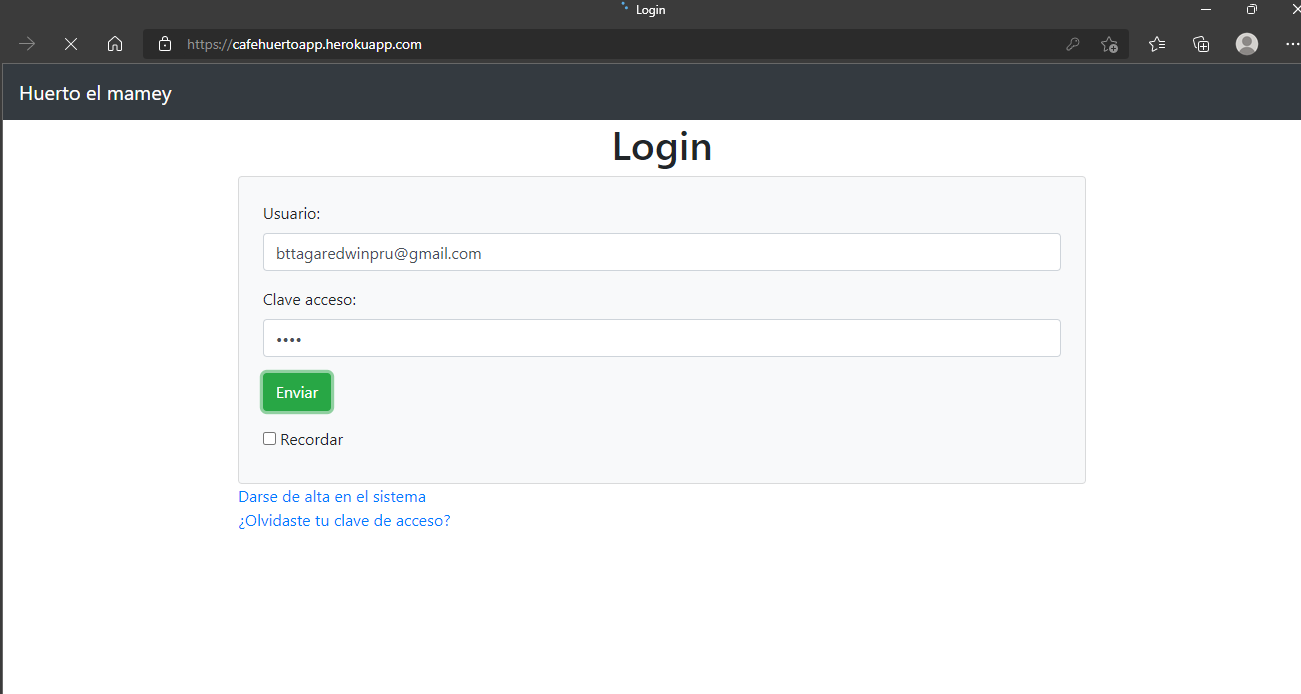 Login
https://cafehuertoapp.herokuapp.com
Huerto el mamey
Login
Usuario:
bttagaredwinpru@gmail.com
Clave acceso:
••••
Enviar
Recordar
Darse de alta en el sistema
¿Olvidaste tu clave de acceso?